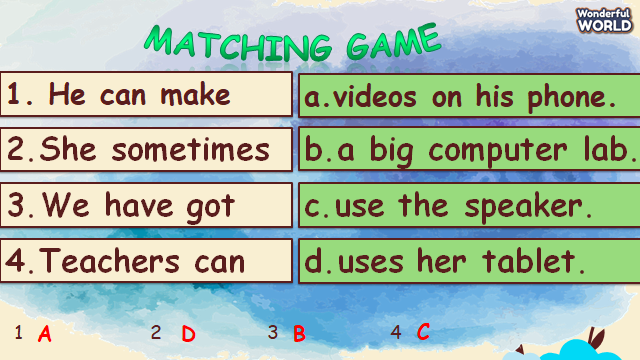 Wonderful
WORLD
MATCHING GAME
1. He can make
a.videos on his phone.
2.She sometimes
b.a big computer lab.
3.We have got
c.use the speaker.
4.Teachers can
d.uses her tablet.
1 A 2 D 3 B 4 C